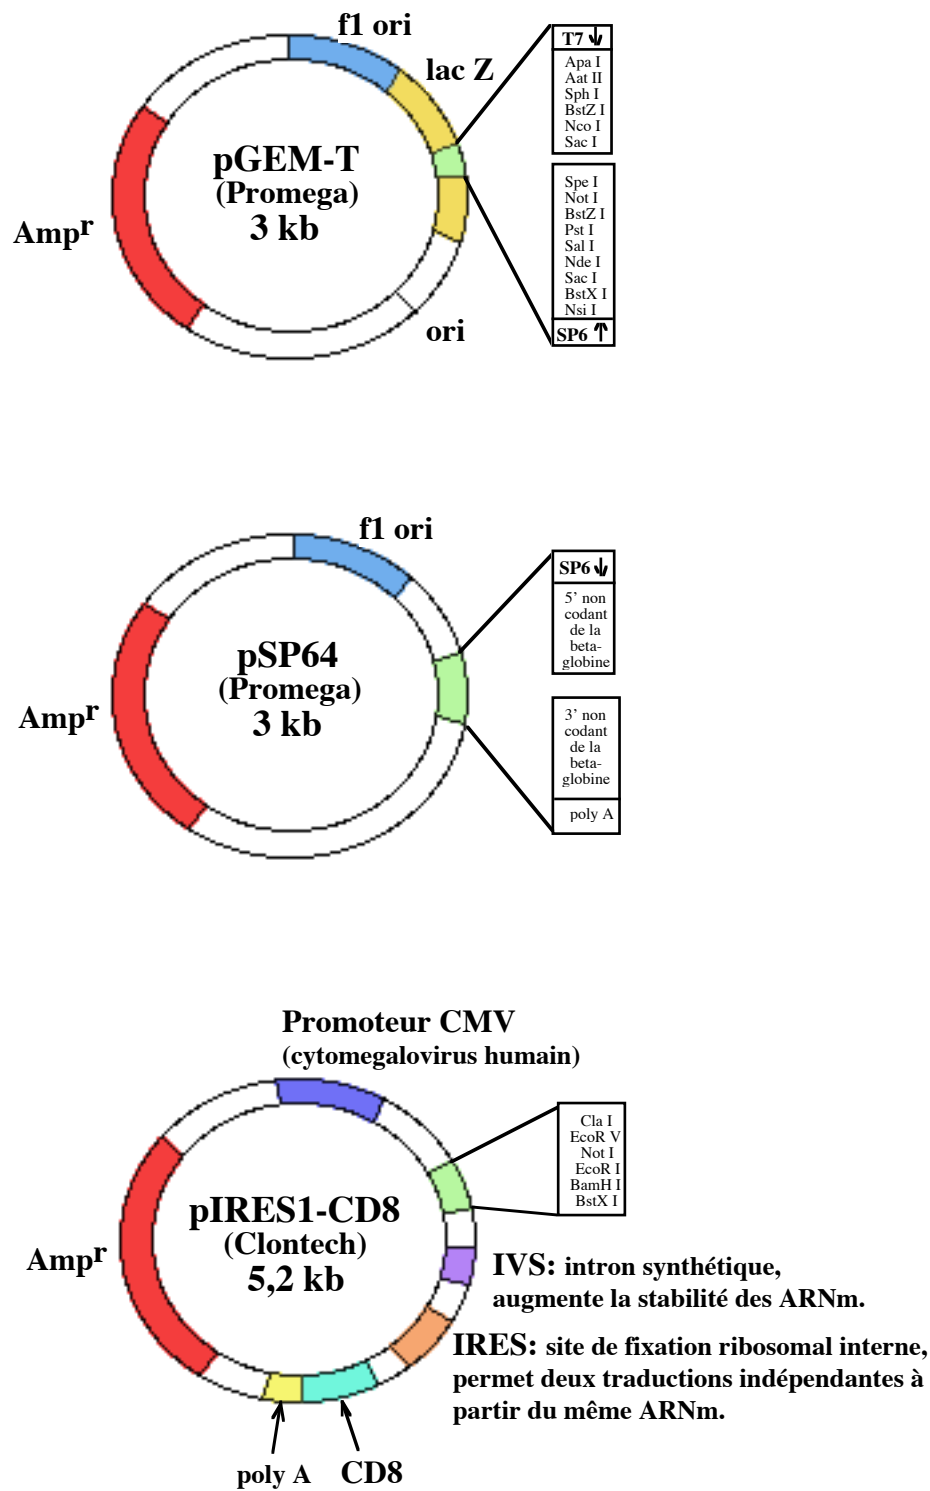 f1 ori
lac Z
pGEM-T
(Promega)
3 kb
Ampr
ori
T7
Apa I
Aat II
Sph I
BstZ I
Nco I
Sac I
Spe I
Not I
BstZ I
Pst I
Sal I
Nde I
Sac I
BstX I
Nsi I
SP6
f1 ori
pSP64
(Promega)
3 kb
Ampr
SP6
5' non
codant
de la
beta-
globine
3' non
codant
de la
beta-
globine
poly A
Promoteur CMV
(cytomegalovirus humain)
pIRES1-CD8
(Clontech)
5,2 kb
Ampr
Cla I
EcoR V
Not I
EcoR I
BamH I
BstX I
IVS: intron synthétique,
augmente la stabilité des ARNm.
IRES: site de fixation ribosomal interne,
permet deux traductions indépendantes à
partir du même ARNm.
poly A
CD8